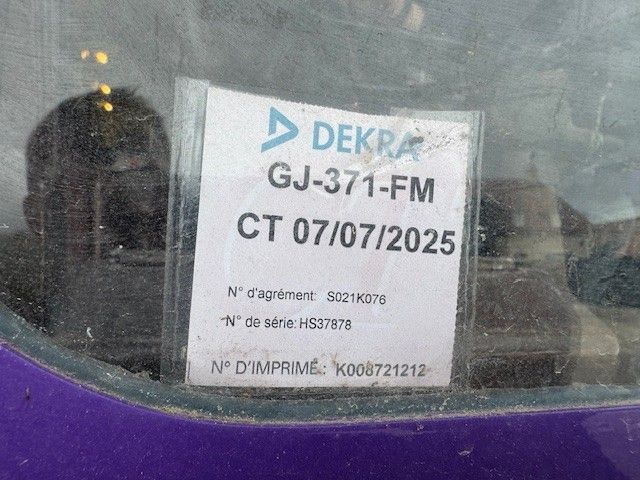 DEKRA
GJ-371-FM
CT 07/07/2025
N° d'agrément: S021K076
N° de série: HS37878
N° D'IMPRIMÉ : K008721212